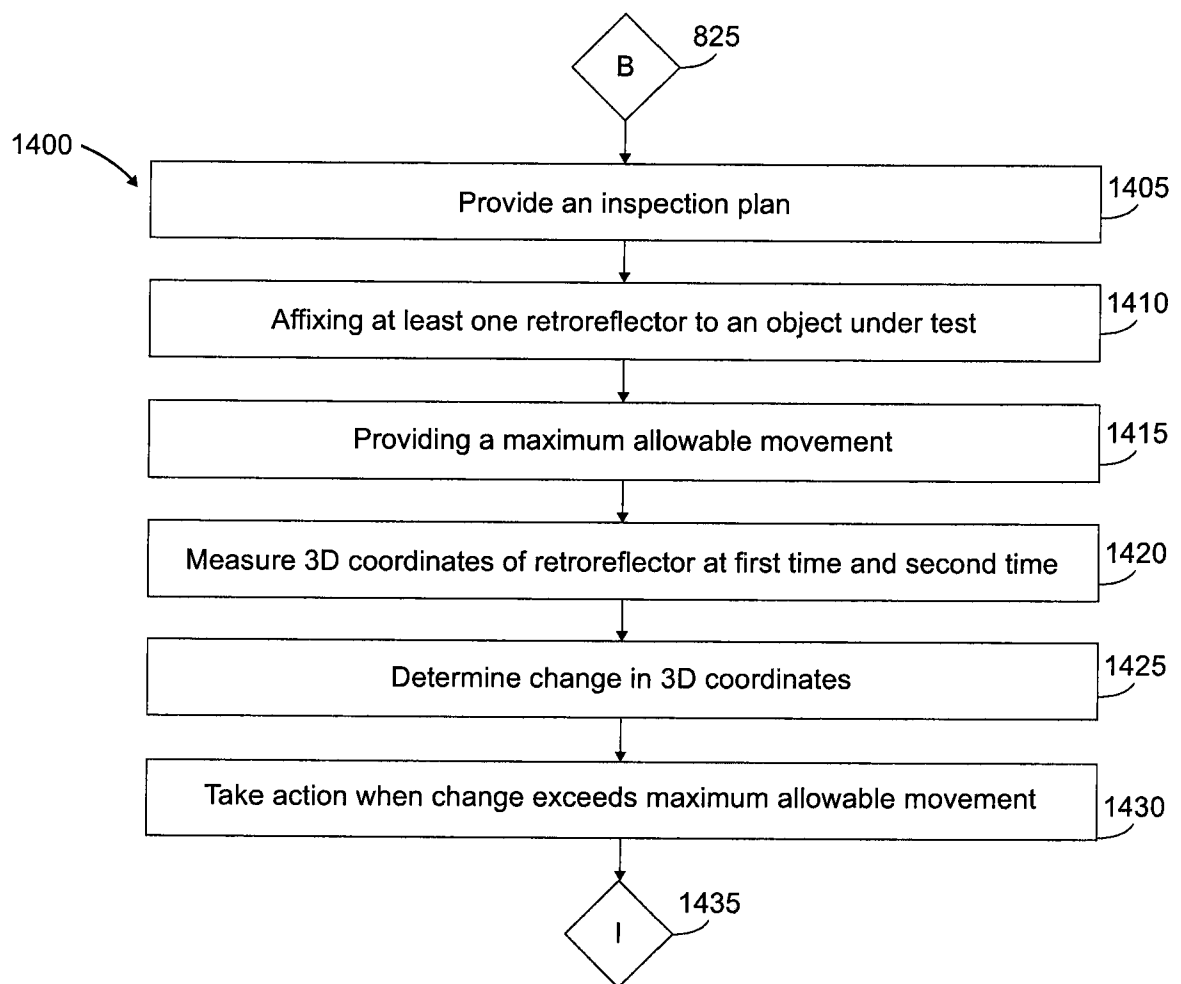 B
825
1400
Provide an inspection plan
1405
Affixing at least one retroreflector to an object under test
1410
Providing a maximum allowable movement
1415
Measure 3D coordinates of retroreflector at first time and second time
1420
Determine change in 3D coordinates
1425
Take action when change exceeds maximum allowable movement
1430
I
1435